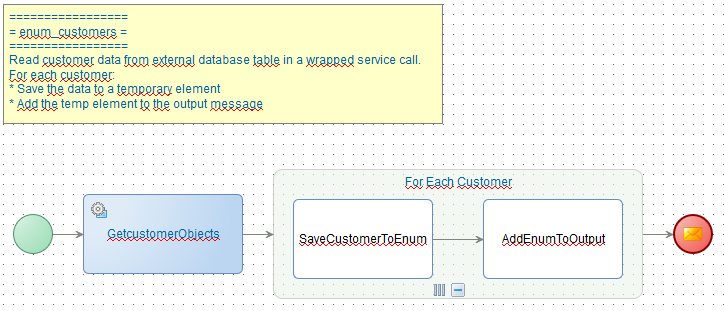 =================
= enum_customers =
=================
Read customer data from external database table in a wrapped service call.
For each customer:
* Save the data to a temporary element
* Add the temp element to the output message
For Each Customer
GetcustomerObjects
SaveCustomerToEnum
AddEnumToOutput